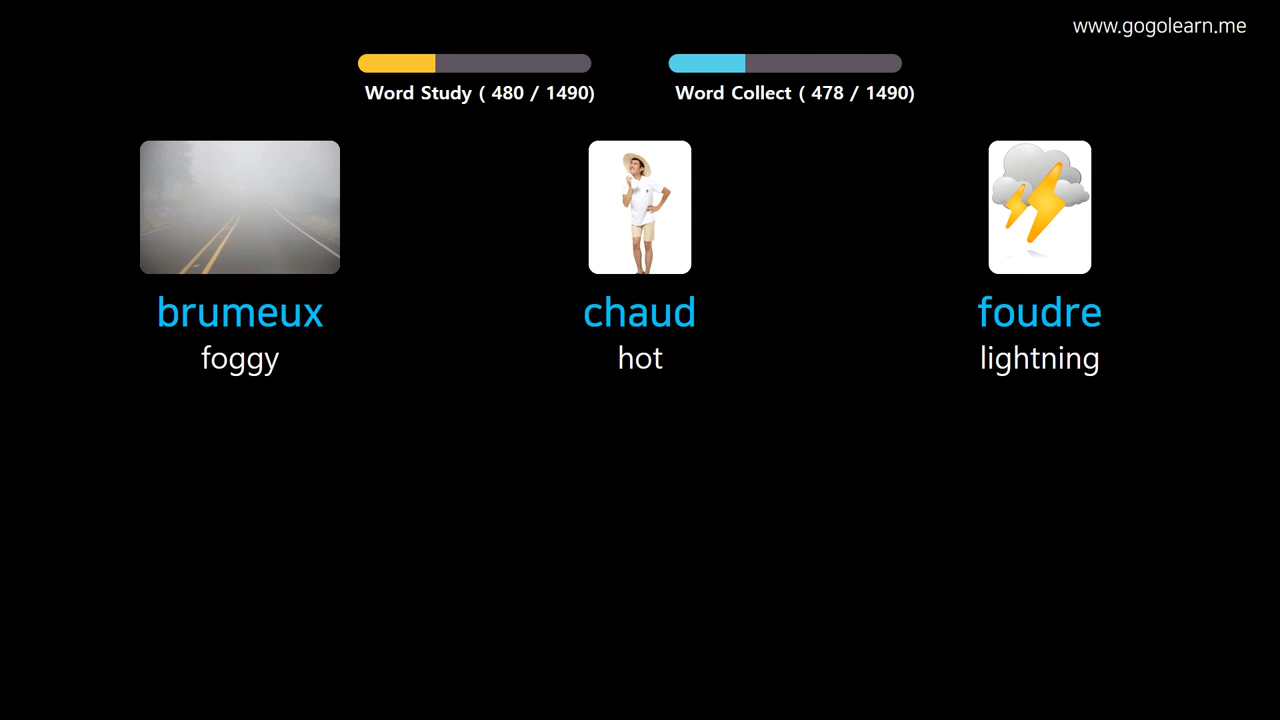 www.gogolearn.me
Word Study ( 480 / 1490)
Word Collect ( 478 / 1490)
brumeux
foggy
chaud
hot
foudre
lightning